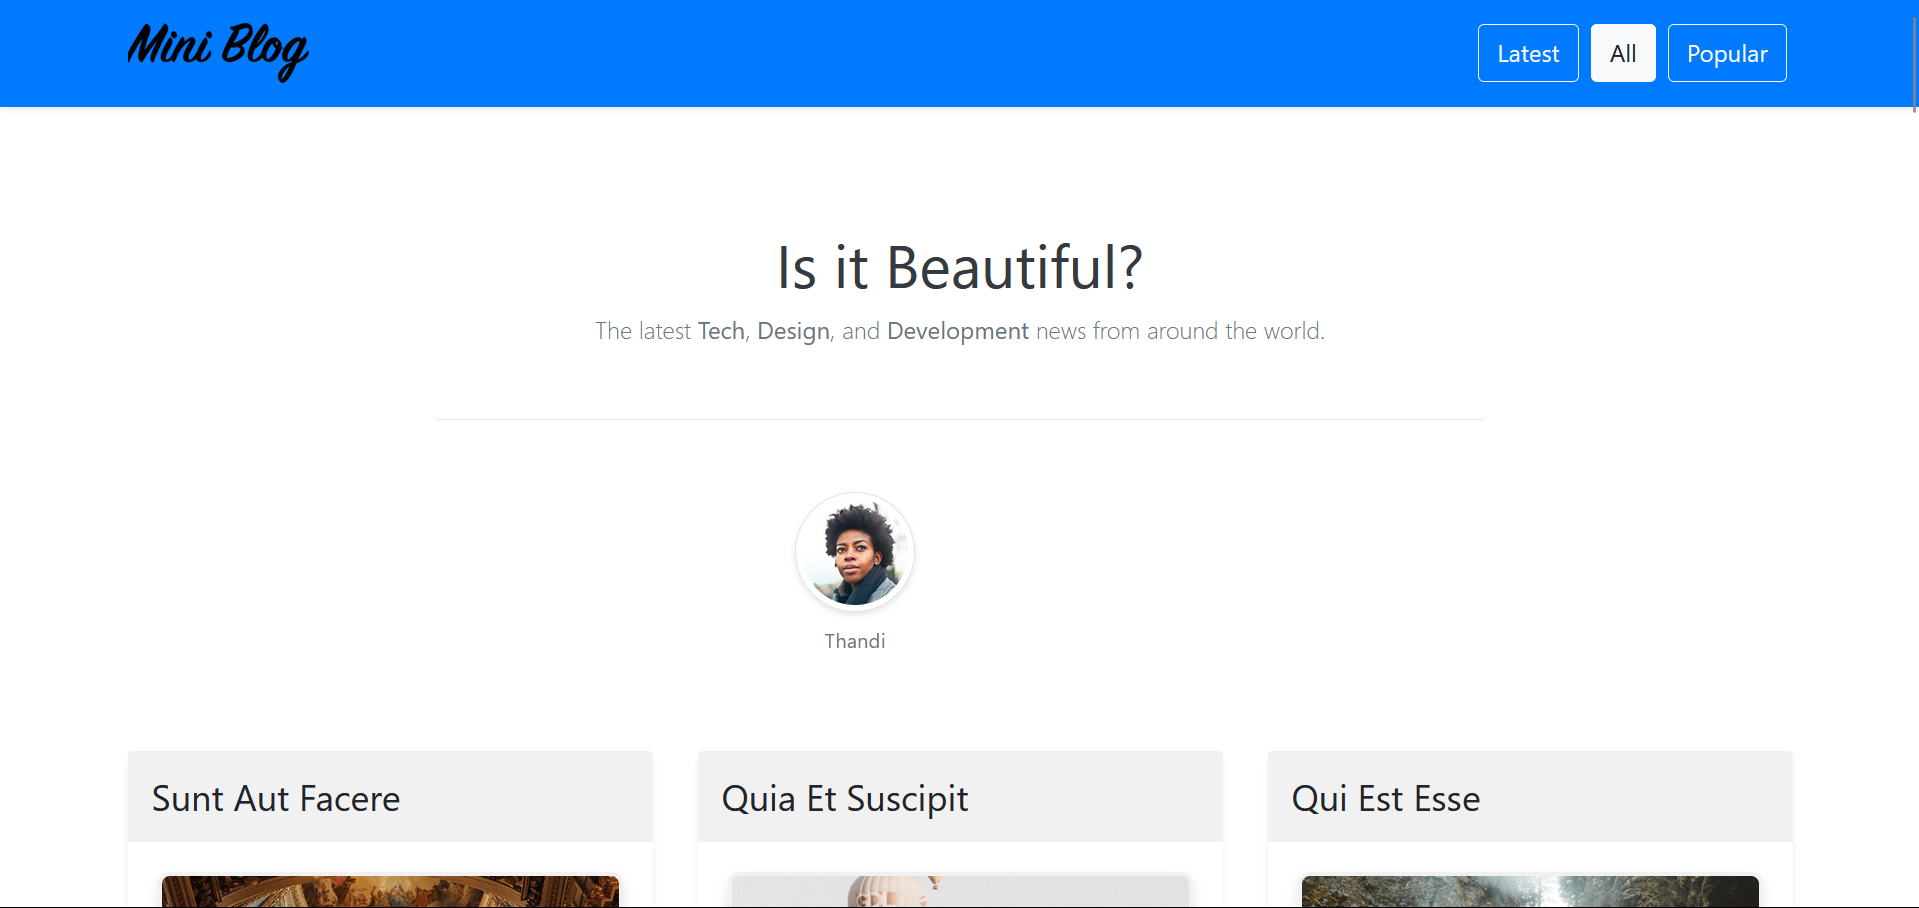 Mini Blog
Latest
All
Popular
Is it Beautiful?
The latest Tech, Design, and Development news from around the world.
Thandi
Sunt Aut Facere
Quia Et Suscipit
Qui Est Esse